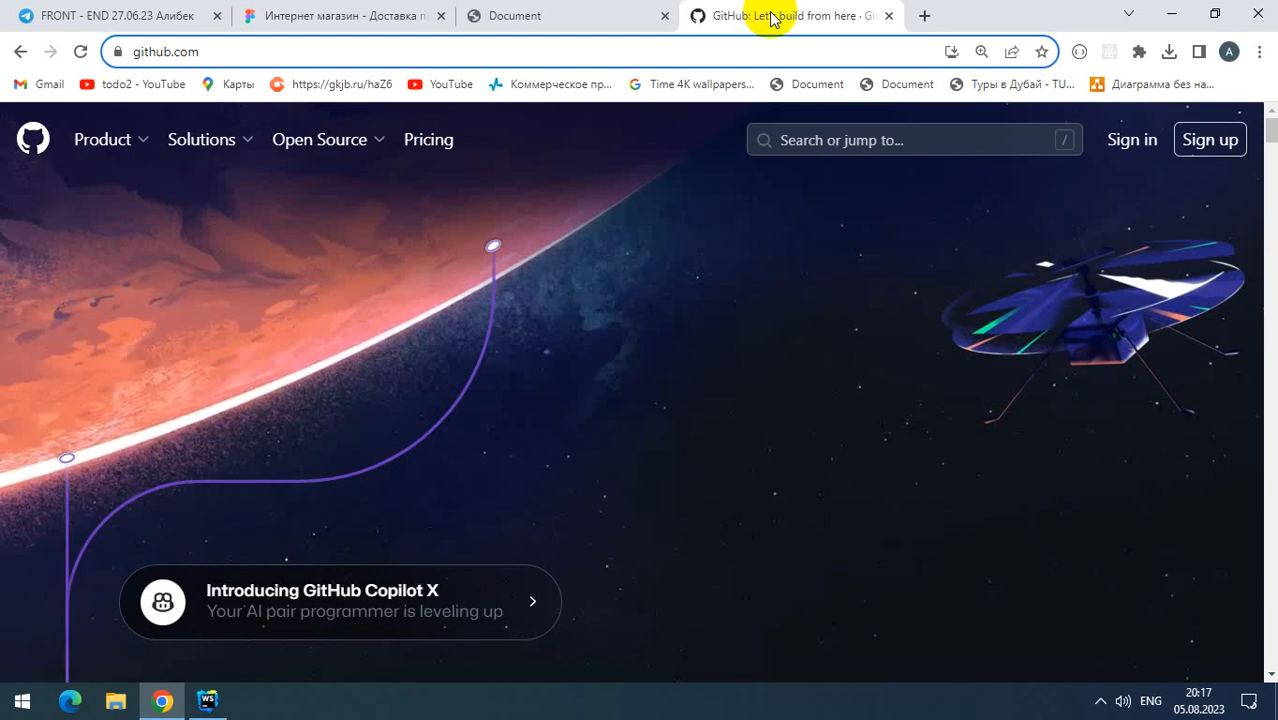 FRONT - END 27.06.23 Алибек
Интернет магазин - Доставка п
Document
GitHub: Let's build from here · Gi
github.com
A
Gmail
todo2 - YouTube
Карты
https://gkjb.ru/haZ6
YouTube
Коммерческое пр...
Time 4K wallpapers...
Document
Document
Туры в Дубай - TU...
Диаграмма без на...
Product
Solutions
Open Source
Pricing
Search or jump to...
/
Sign in
Sign up
Introducing GitHub Copilot X
Your AI pair programmer is leveling up
WS
ENG
20:17
05.08.2023